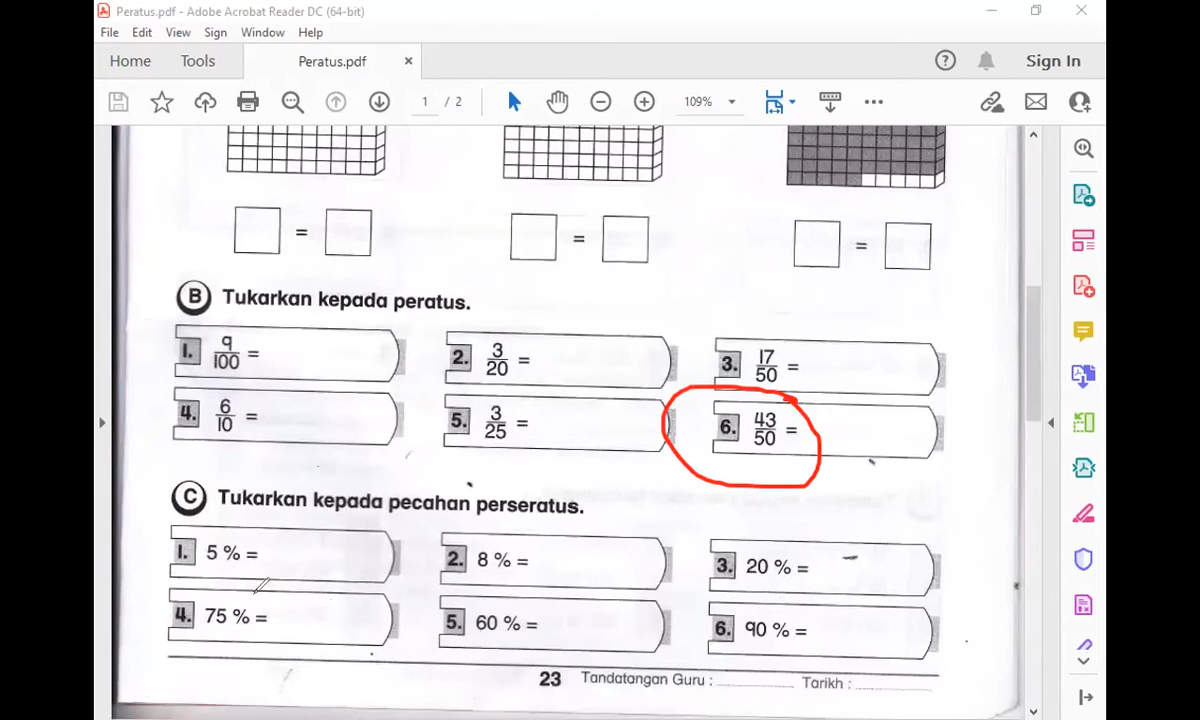 Peratus.pdf - Adobe Acrobat Reader DC (64-bit)
File Edit View Sign Window Help
Home Tools Peratus.pdf × Sign In
1 / 2 109%
= = =
B Tukarkan kepada peratus.
1. 9/100 = 2. 3/20 = 3. 17/50 =
4. 6/10 = 5. 3/25 = 6. 43/50 =
C Tukarkan kepada pecahan perseratus.
1. 5 % = 2. 8 % = 3. 20 % =
4. 75 % = 5. 60 % = 6. 90 % =
23 Tandatangan Guru : Tarikh :